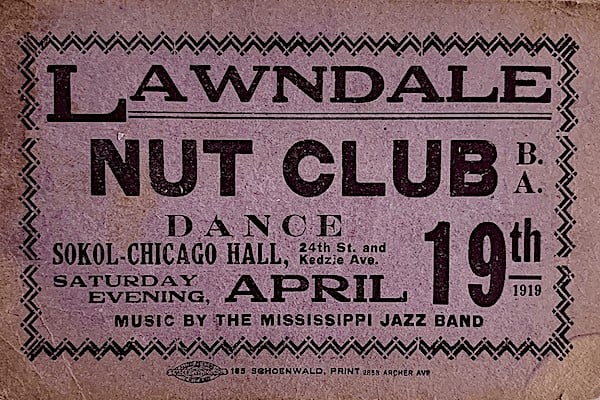 LAWNDALE
NUT CLUB B. A.
DANCE
SOKOL-CHICAGO HALL, 24th St. and Kedzie Ave.
SATURDAY EVENING, APRIL 19th 1919
MUSIC BY THE MISSISSIPPI JAZZ BAND
185 SCHOENWALD, PRINT 2858 ARCHER AVE